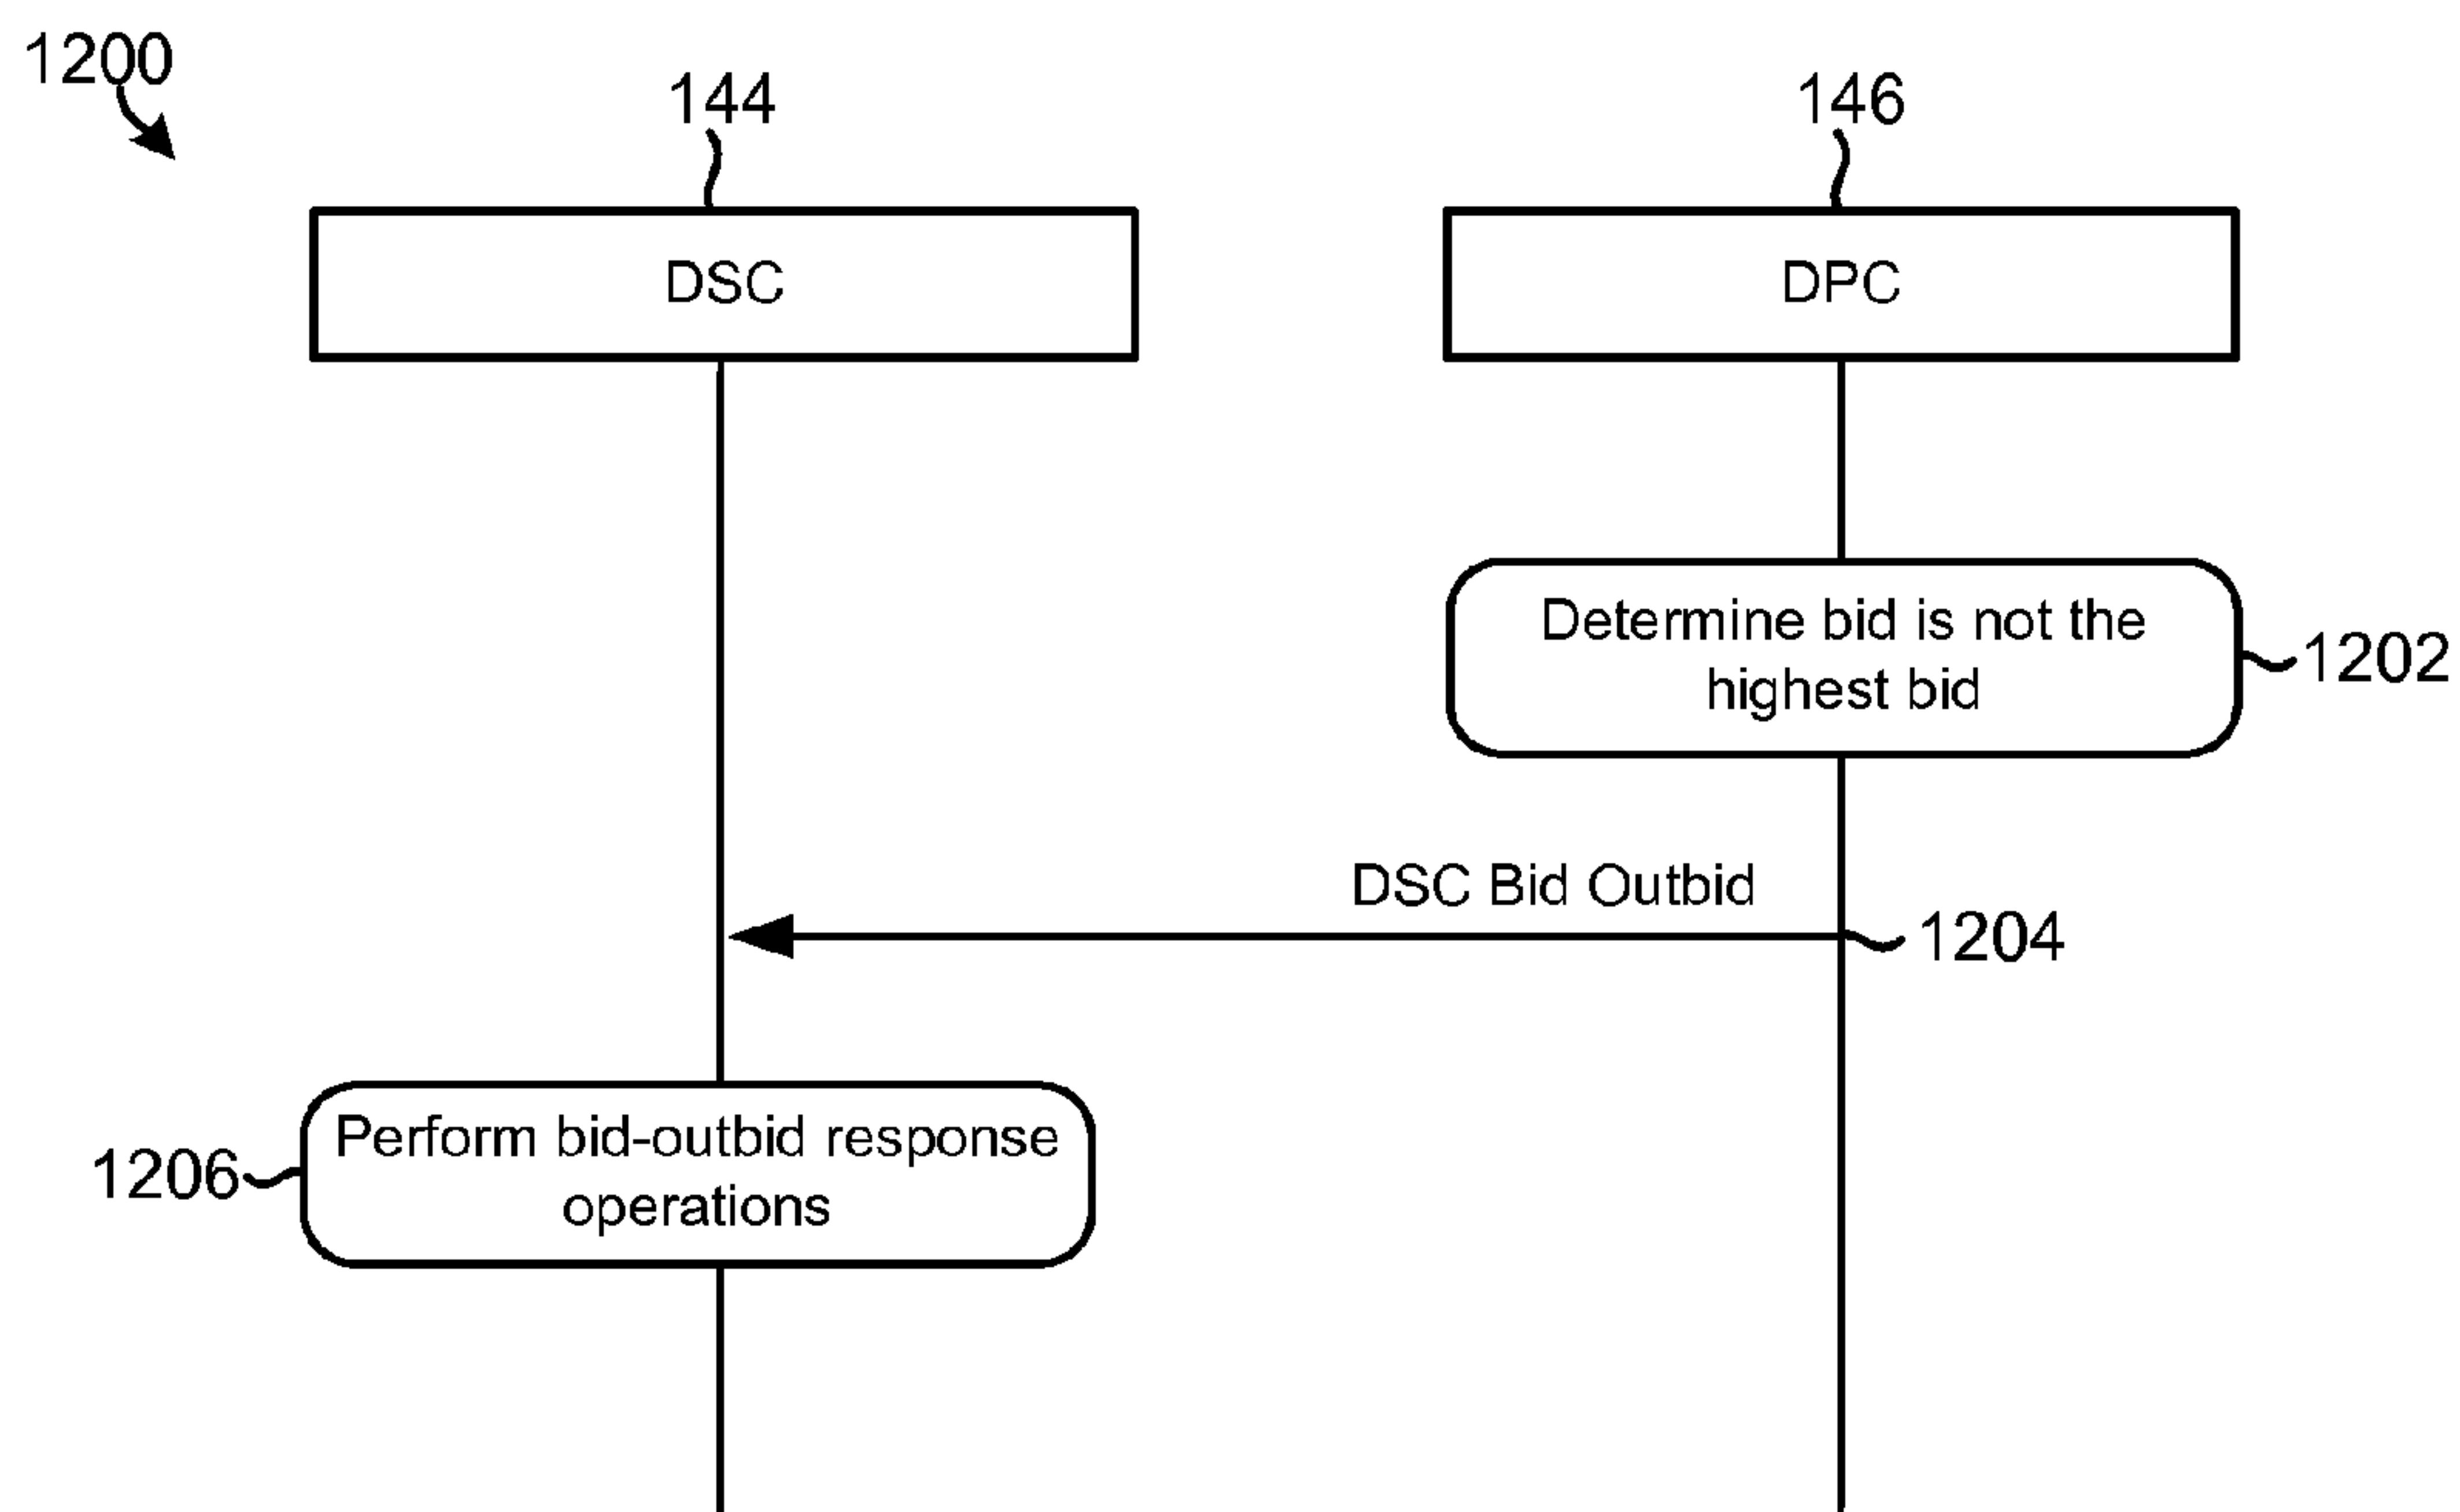 1200
144
146
DSC
DPC
Determine bid is not the
highest bid
1202
DSC Bid Outbid
1204
Perform bid-outbid response
operations
1206